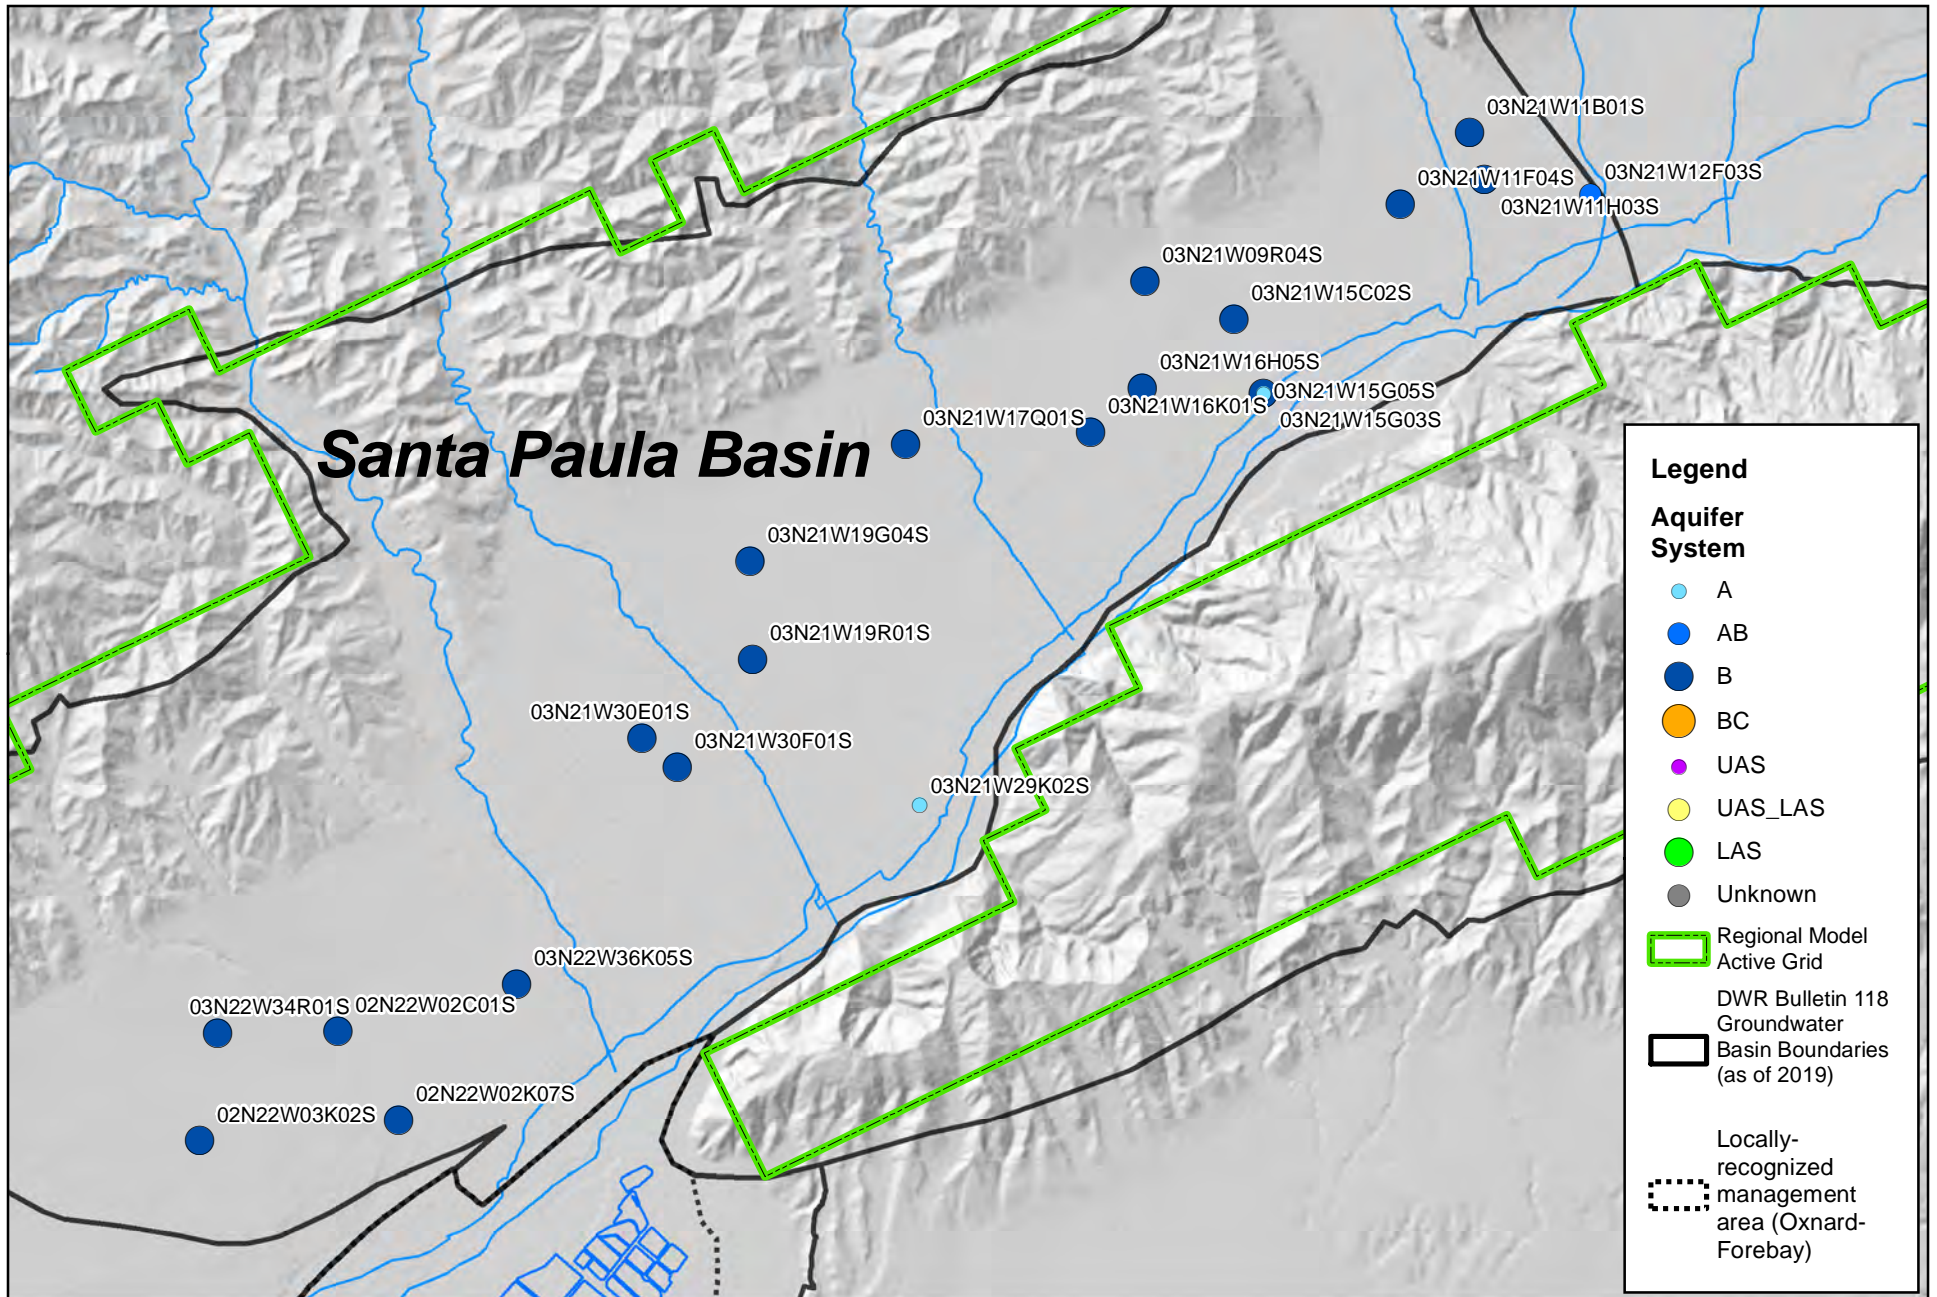 03N21W11B01S
03N21W12F03S
03N21W11F04S
03N21W11H03S
03N21W09R04S
03N21W15C02S
03N21W16H05S
03N21W15G05S
03N21W16K01S
03N21W17Q01S
03N21W15G03S
Santa Paula Basin
03N21W19G04S
03N21W19R01S
03N21W30E01S
03N21W30F01S
03N21W29K02S
03N22W36K05S
03N22W34R01S
02N22W02C01S
02N22W02K07S
02N22W03K02S
Legend
Aquifer
System
A
AB
B
BC
UAS
UAS_LAS
LAS
Unknown
Regional Model
Active Grid
DWR Bulletin 118
Groundwater
Basin Boundaries
(as of 2019)
Locally-
recognized
management
area (Oxnard-
Forebay)